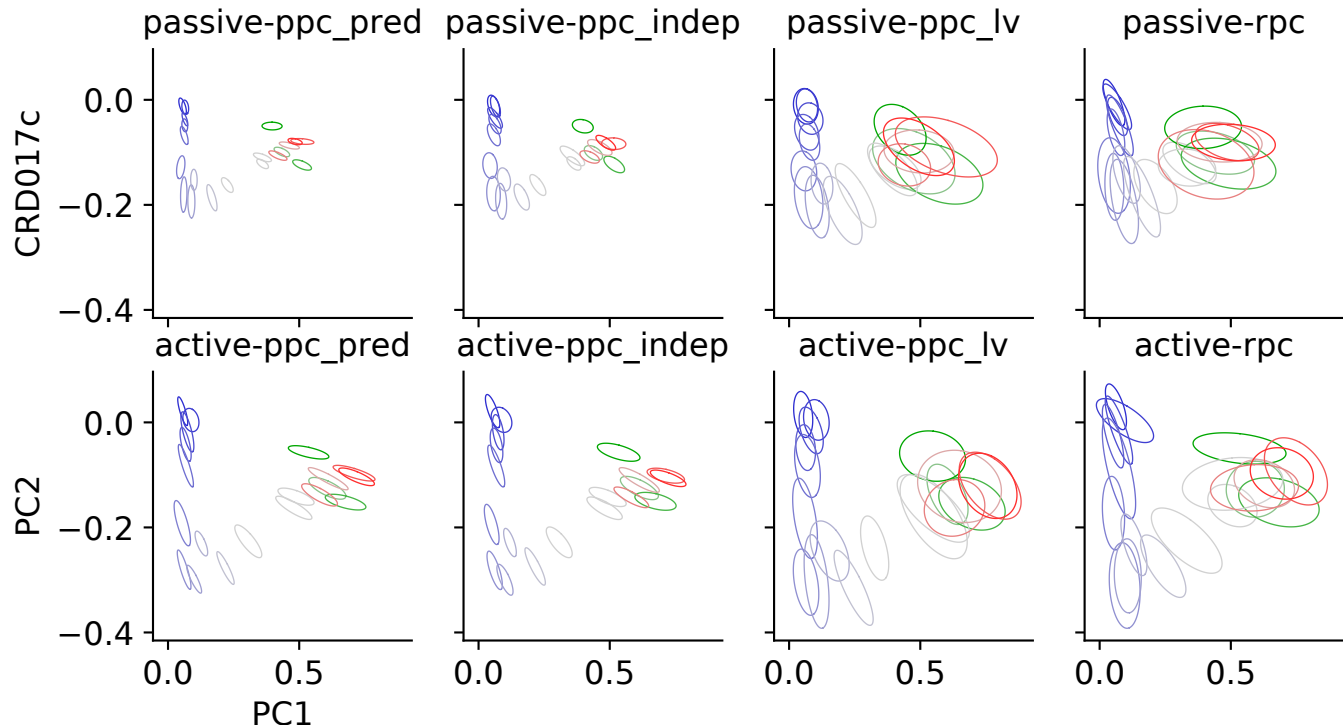 passive-ppc_pred passive-ppc_indep passive-ppc_lv passive-rpc
CRD017c
0.0
−0.2
−0.4
active-ppc_pred active-ppc_indep active-ppc_lv active-rpc
PC2
0.0
−0.2
−0.4
0.0 0.5 0.0 0.5 0.0 0.5 0.0 0.5
PC1